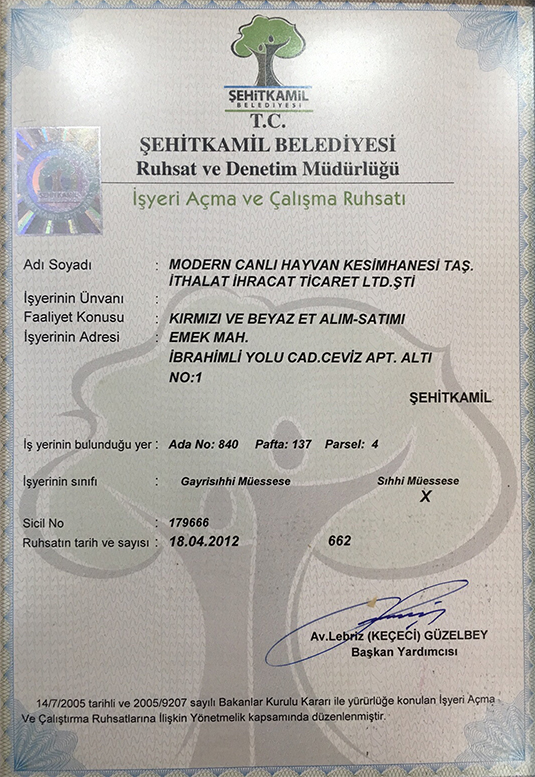 ŞEHİTKAMİL
BELEDİYESİ
T.C.
ŞEHİTKAMİL BELEDİYESİ
Ruhsat ve Denetim Müdürlüğü
İşyeri Açma ve Çalışma Ruhsatı
Adı Soyadı : MODERN CANLI HAYVAN KESİMHANESİ TAŞ.
İTHALAT İHRACAT TİCARET LTD.ŞTİ
İşyerinin Ünvanı :
Faaliyet Konusu : KIRMIZI VE BEYAZ ET ALIM-SATIMI
İşyerinin Adresi : EMEK MAH.
İBRAHİMLİ YOLU CAD.CEVİZ APT. ALTI
NO:1
ŞEHİTKAMİL
İş yerinin bulunduğu yer : Ada No: 840 Pafta: 137 Parsel: 4
İşyerinin sınıfı : Gayrisıhhi Müessese Sıhhi Müessese
X
Sicil No : 179666
Ruhsatın tarih ve sayısı : 18.04.2012 662
Av.Lebriz (KEÇECİ) GÜZELBEY
Başkan Yardımcısı
14/7/2005 tarihli ve 2005/9207 sayılı Bakanlar Kurulu Kararı ile yürürlüğe konulan İşyeri Açma
Ve Çalıştırma Ruhsatlarına İlişkin Yönetmelik kapsamında düzenlenmiştir.